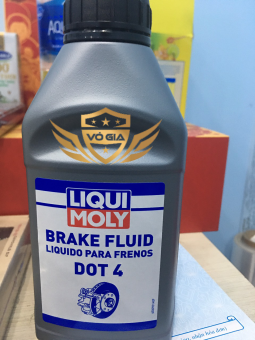 VÕ GIA
LIQUI
MOLY
BRAKE FLUID
LIQUIDO PARA FRENOS
DOT 4